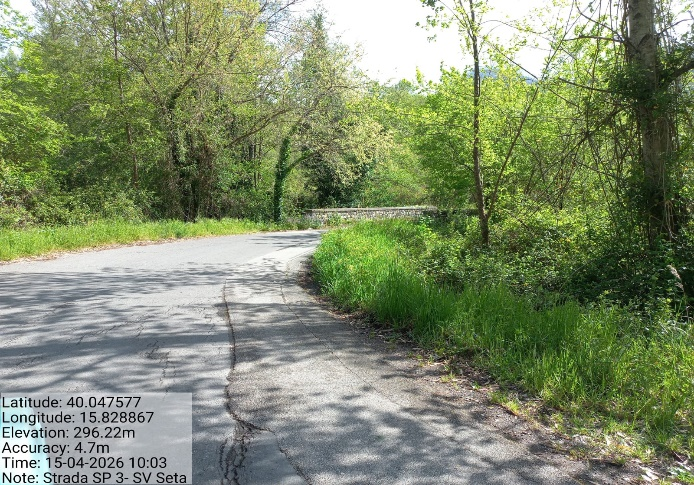 Latitude: 40.047577
Longitude: 15.828867
Elevation: 296.22m
Accuracy: 4.7m
Time: 15-04-2026 10:03
Note: Strada SP 3- SV Seta